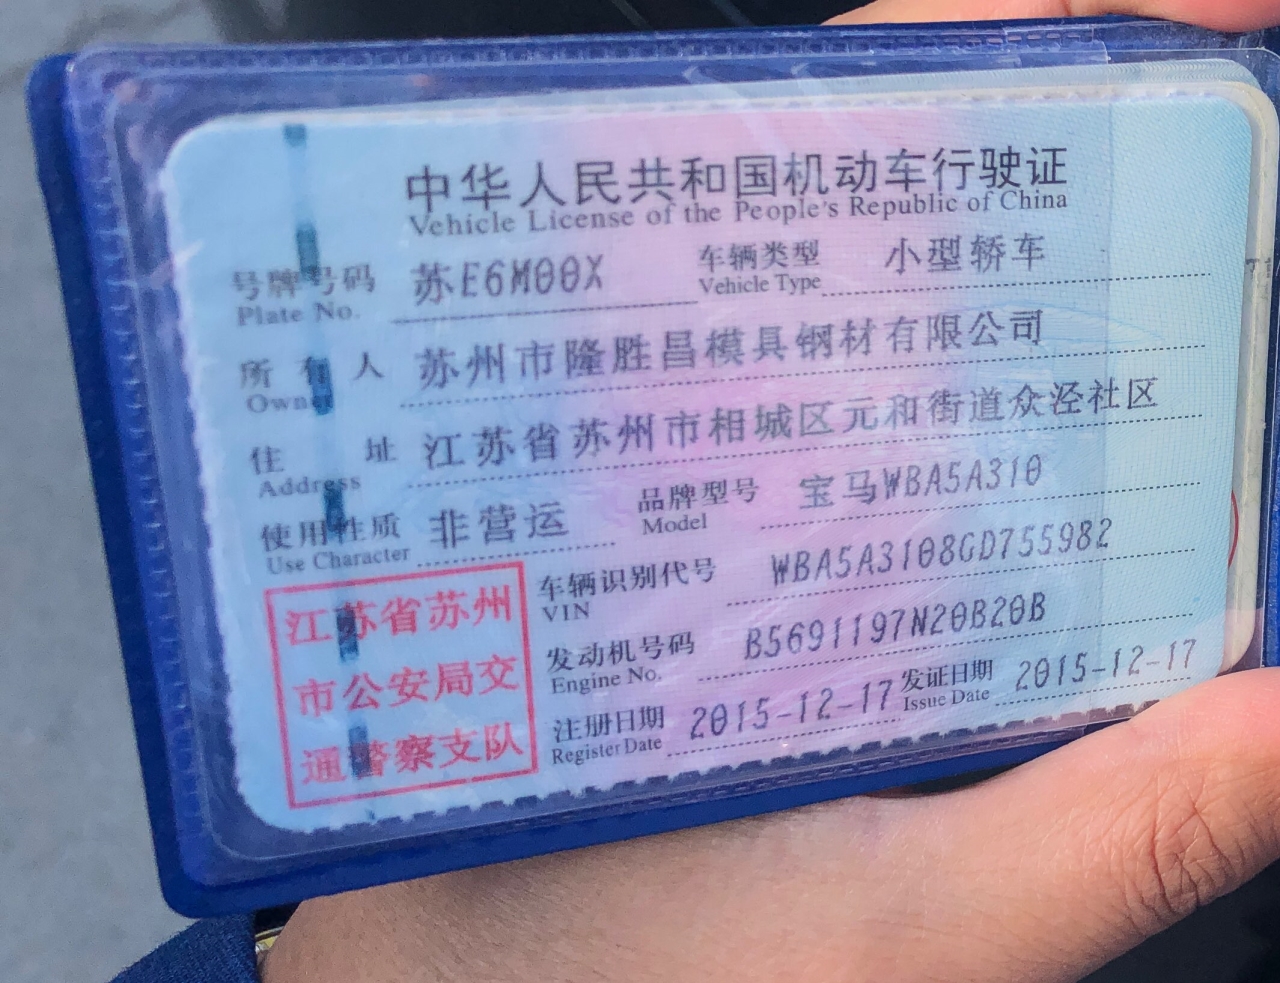 中华人民共和国机动车行驶证
Vehicle License of the People's Republic of China
号牌号码 苏E6M00X 车辆类型 小型轿车
Plate No. Vehicle Type
所有人 苏州市隆胜昌模具钢材有限公司
Owner
住址 江苏省苏州市相城区元和街道众泾社区
Address
使用性质 非营运 品牌型号 宝马WBA5A310
Use Character Model
车辆识别代号 WBA5A3108GD755982
VIN
发动机号码 B5691197N20B20B
Engine No.
注册日期 2015-12-17 发证日期 2015-12-17
Register Date Issue Date
江苏省苏州
市公安局交
通警察支队